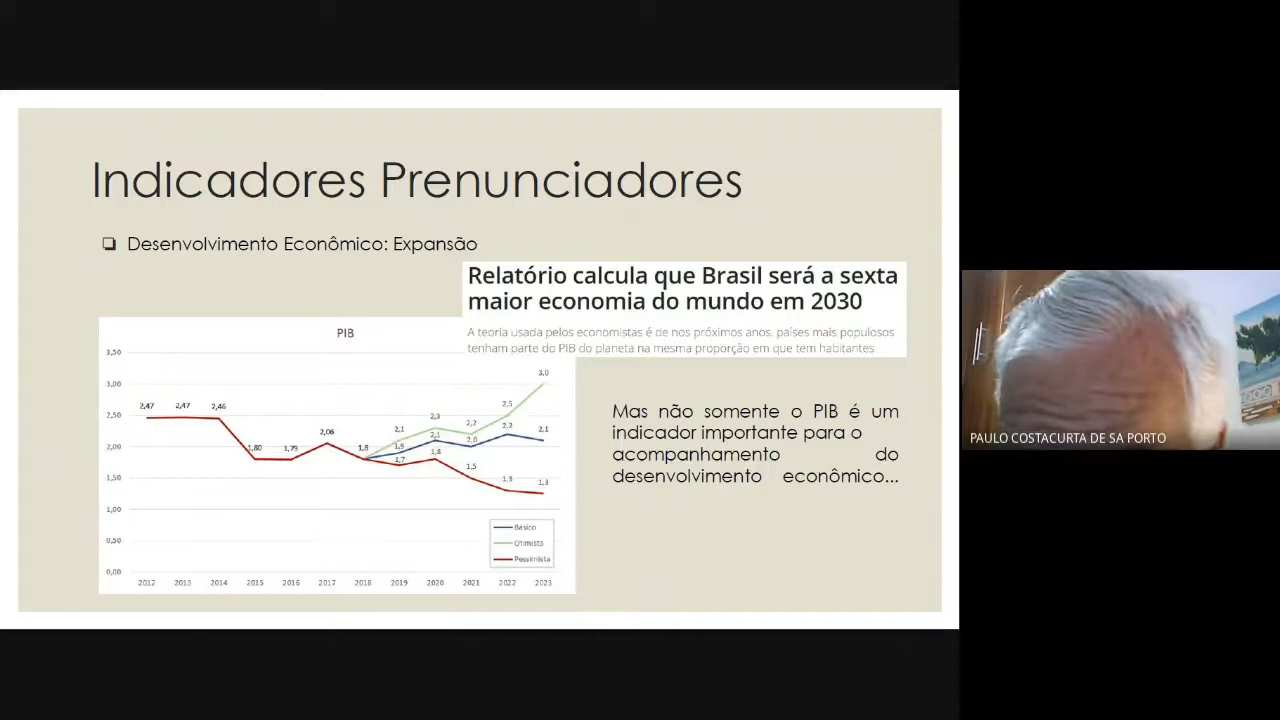 Indicadores Prenunciadores
❑ Desenvolvimento Econômico: Expansão
Relatório calcula que Brasil será a sexta
maior economia do mundo em 2030
A teoria usada pelos economistas é de nos próximos anos, países mais populosos
tenham parte do PIB do planeta na mesma proporção em que tem habitantes
PIB
3,50
3,00
2,50
2,00
1,50
1,00
0,50
0,00
2,47
2,47
2,46
1,80
1,79
2,06
1,8
2,1
1,9
1,7
2,3
2,1
1,8
2,2
2,0
1,5
2,5
2,2
1,3
3,0
2,1
1,3
Básico
Otimista
Pessimista
2012 2013 2014 2015 2016 2017 2018 2019 2020 2021 2022 2023
Mas não somente o PIB é um
indicador importante para o
acompanhamento do
desenvolvimento econômico...
PAULO COSTACURTA DE SA PORTO